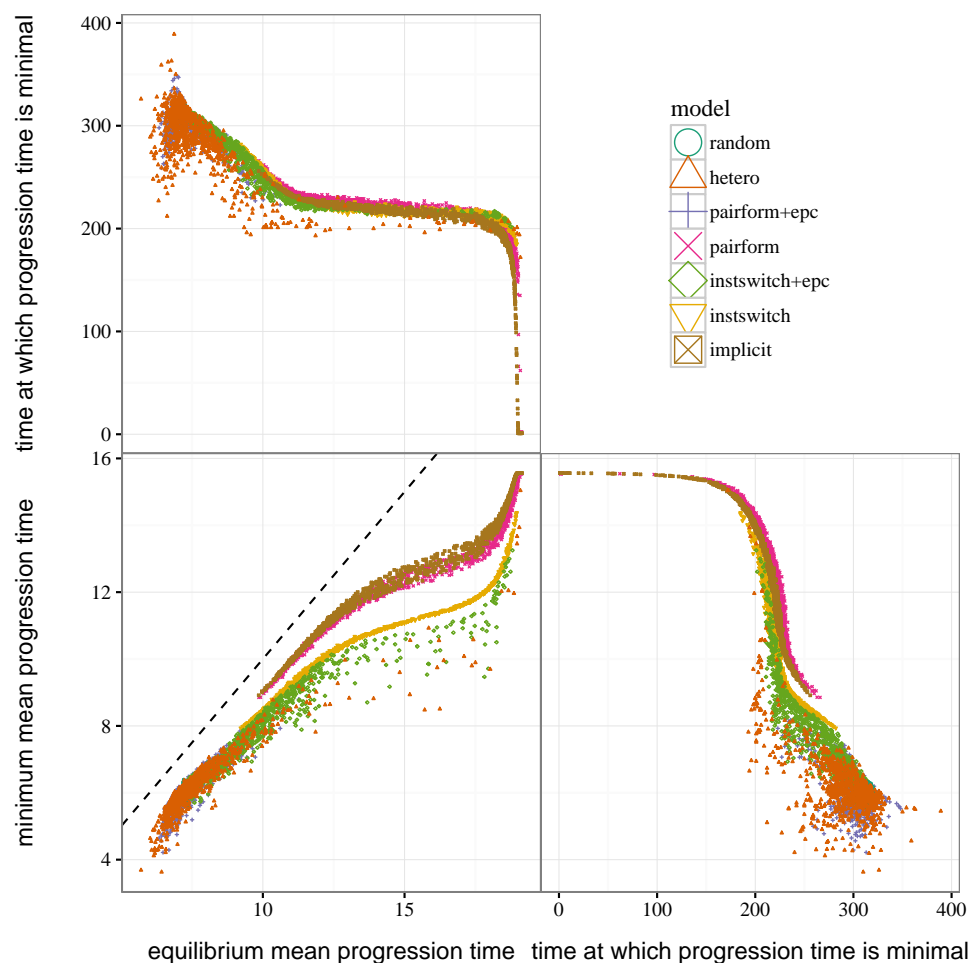 time at which progression time is minimal
400
300
200
100
0
model
random
hetero
pairform+epc
pairform
instswitch+epc
instswitch
implicit
minimum mean progression time
16
12
8
4
10
15
0
100
200
300
400
equilibrium mean progression time
time at which progression time is minimal